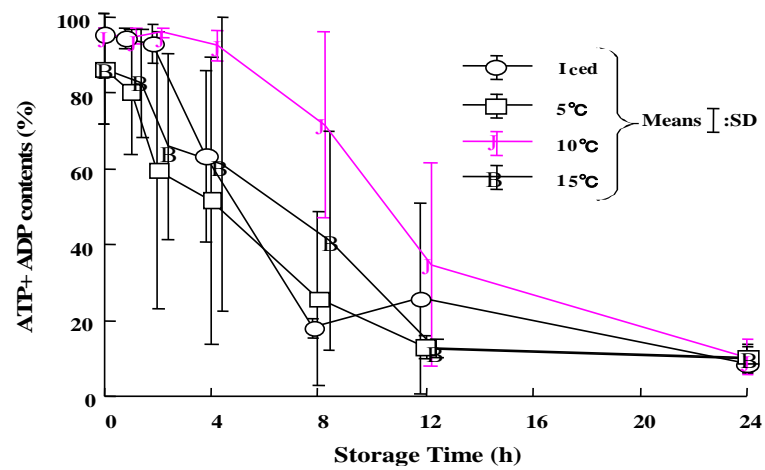 100
80
60
40
20
0
ATP+ ADP contents (%)
Iced
5℃
J 10℃
B 15℃
Means :SD
J J J J J J J
B B B B B B B
0 4 8 12 16 20 24
Storage Time (h)